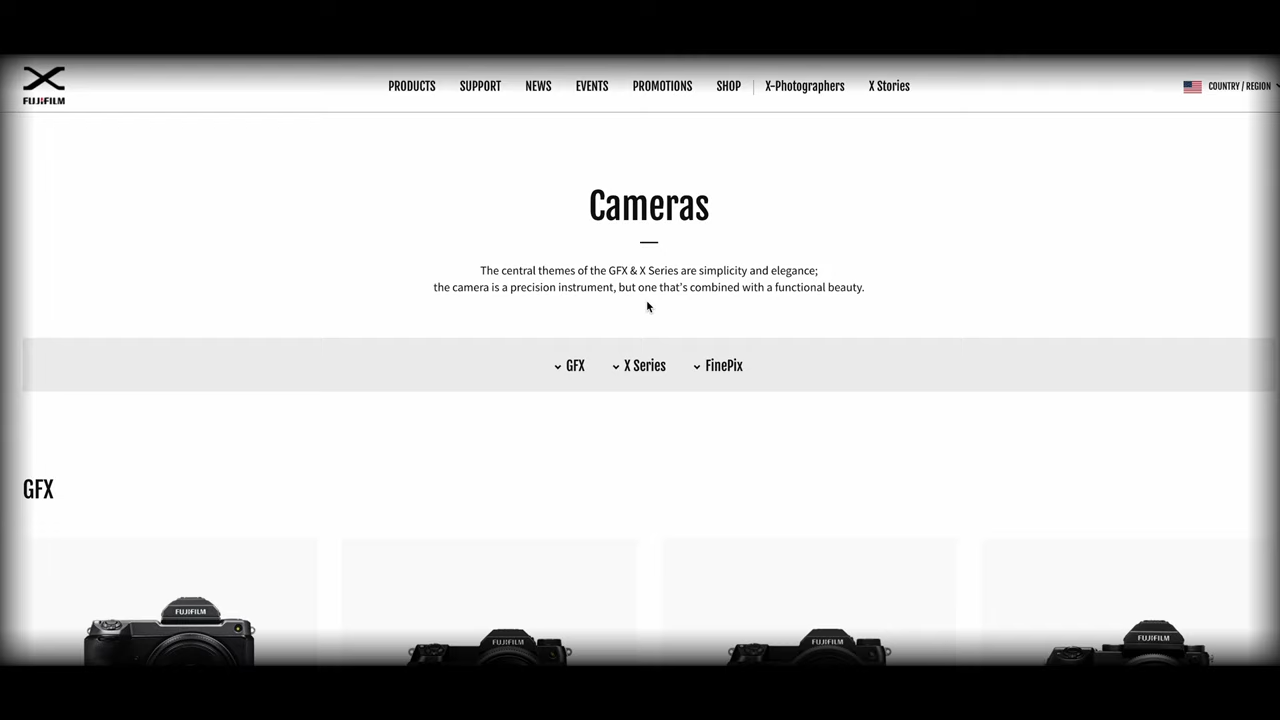 FUJIFILM
PRODUCTS SUPPORT NEWS EVENTS PROMOTIONS SHOP X-Photographers X Stories
COUNTRY / REGION
Cameras
The central themes of the GFX & X Series are simplicity and elegance;
the camera is a precision instrument, but one that's combined with a functional beauty.
GFX X Series FinePix
GFX
FUJIFILM
FUJIFILM
FUJIFILM
FUJIFILM